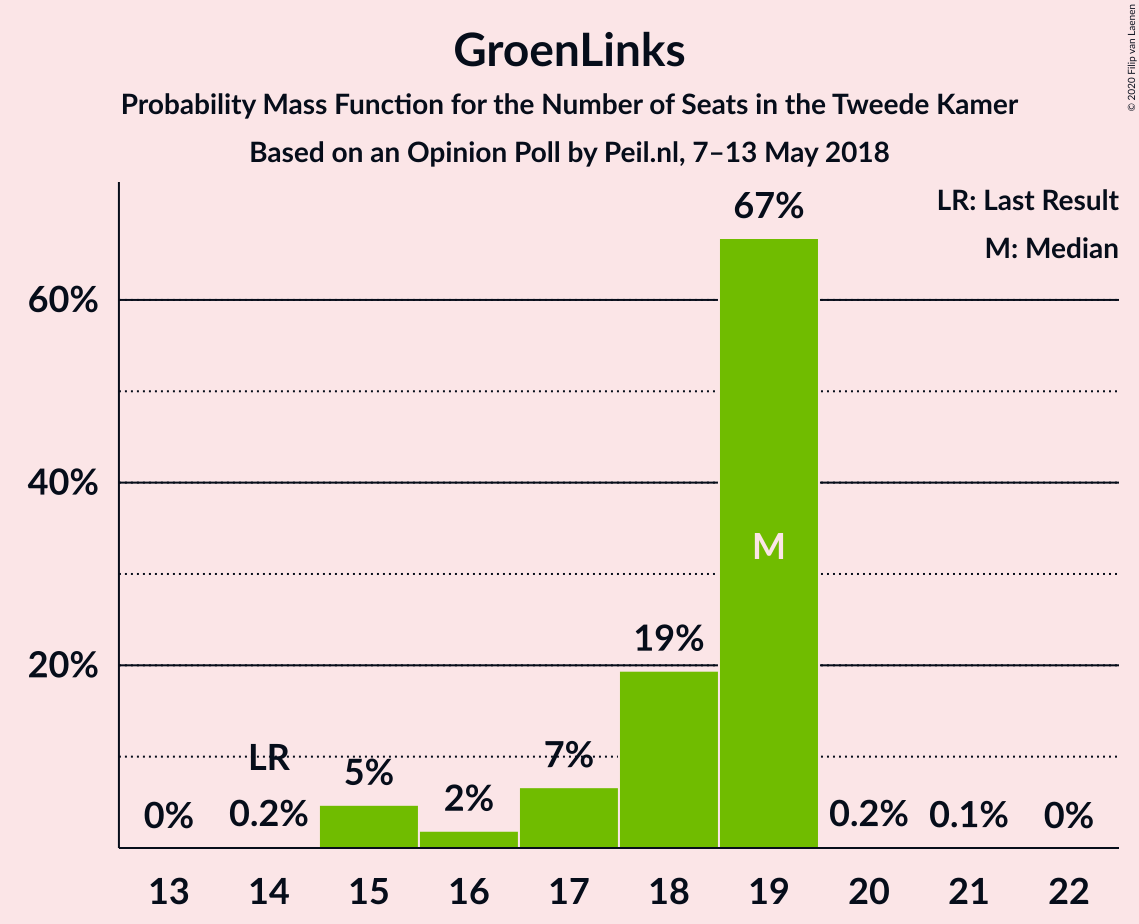 GroenLinks
Probability Mass Function for the Number of Seats in the Tweede Kamer
Based on an Opinion Poll by Peil.nl, 7–13 May 2018
© 2020 Filip van Laenen
LR: Last Result
M: Median
67%
60%
40%
M
19%
20%
LR
5%
2%
7%
0%
0.2%
0.2%
0.1%
0%
13 14 15 16 17 18 19 20 21 22